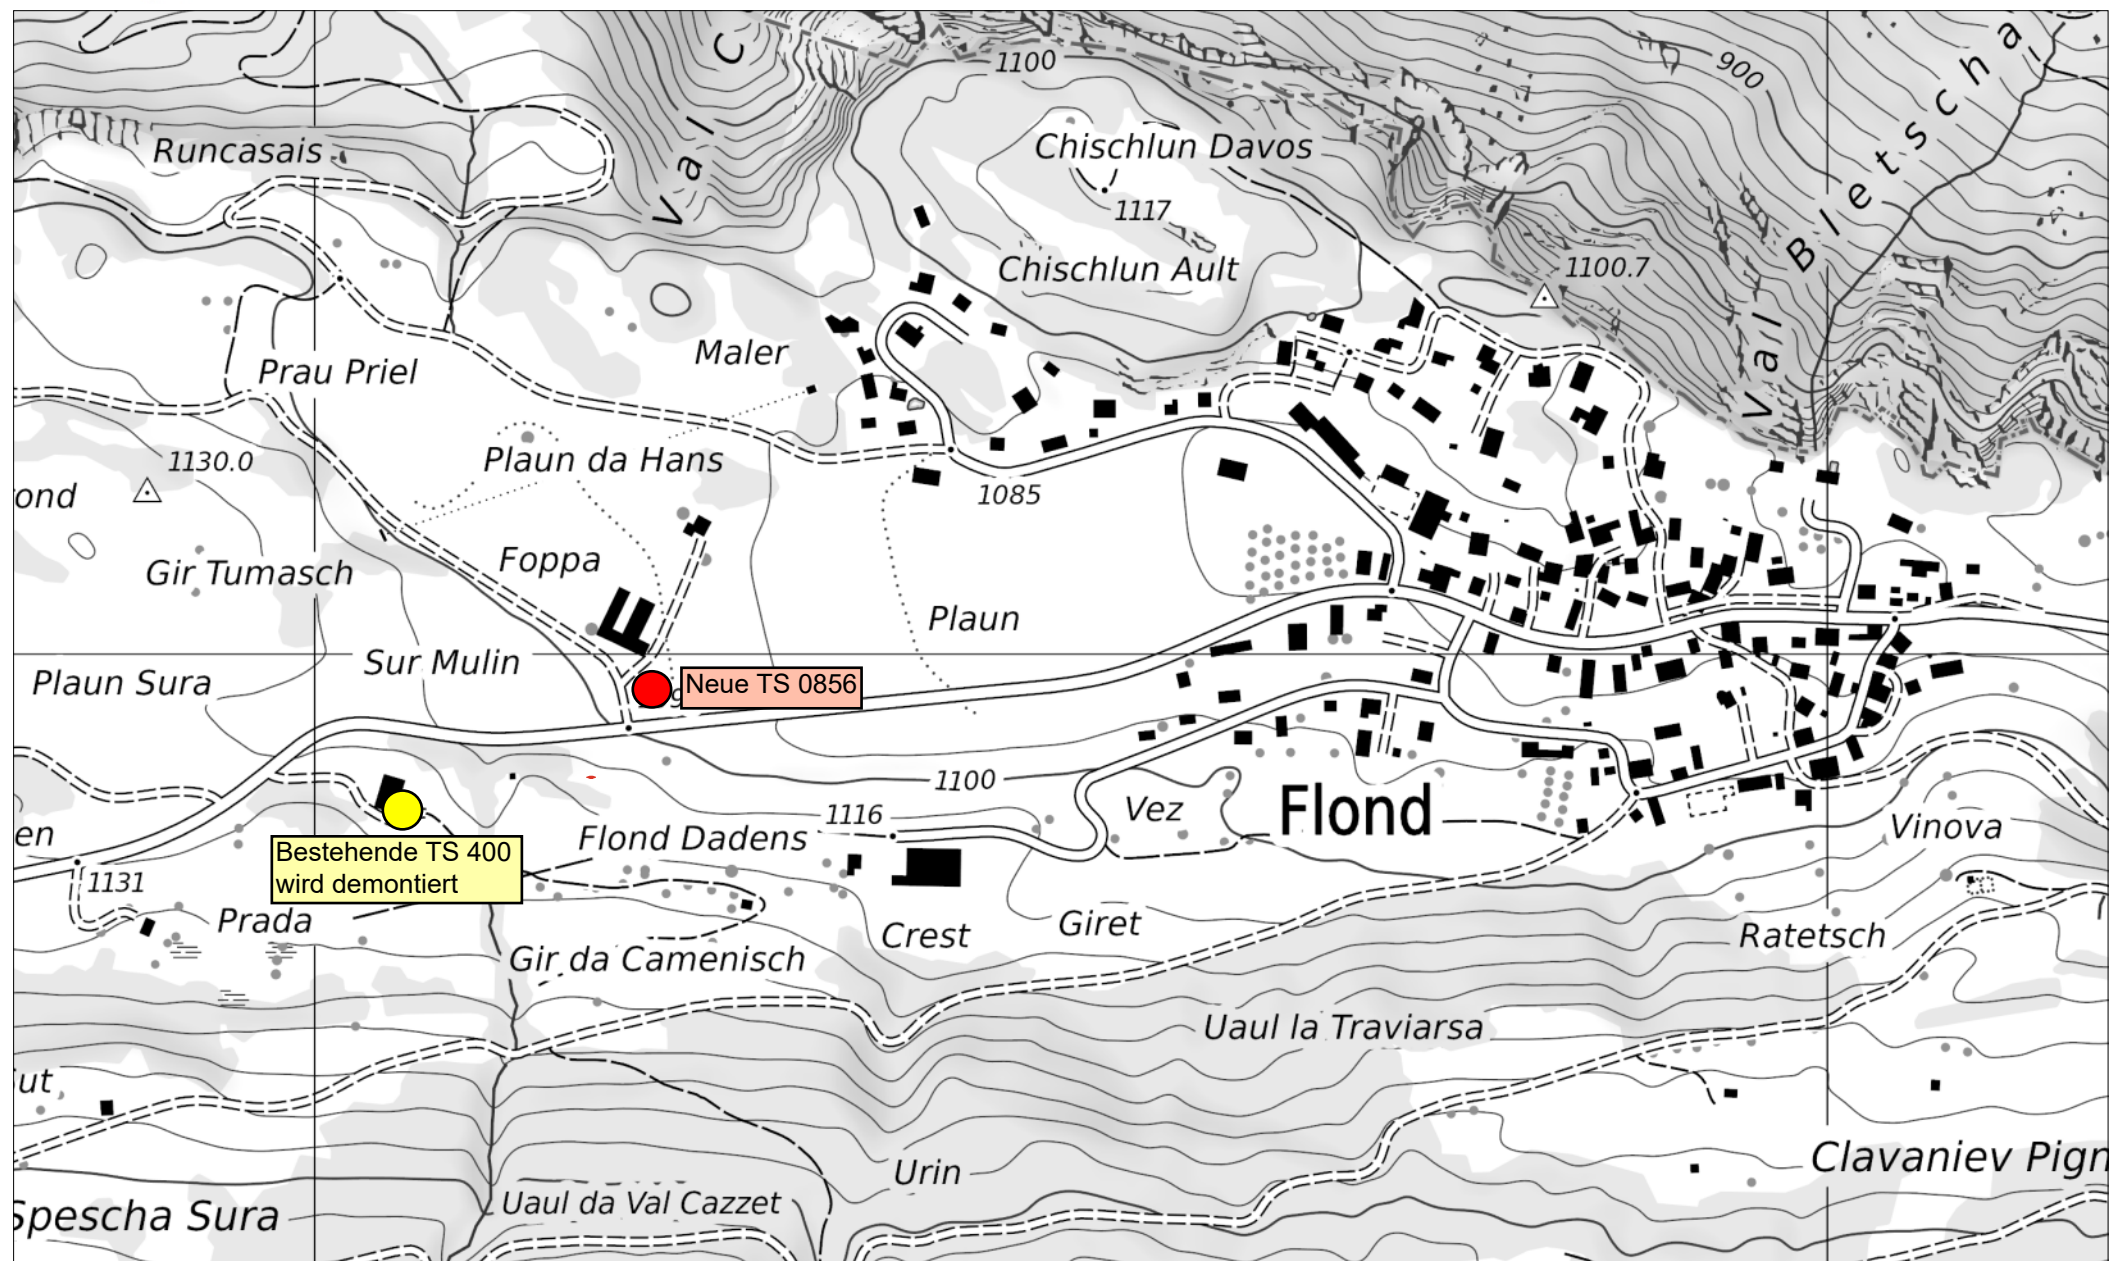 Val C
1100
900
Val Bletscha
Runcasais
Chischlun Davos
1117
Chischlun Ault
1100.7
Maler
Prau Priel
Plaun da Hans
1130.0
1085
ond
Gir Tumasch
Foppa
Plaun
Sur Mulin
Plaun Sura
Neue TS 0856
1100
1116
Vez
Flond
Vinova
en
Flond Dadens
Bestehende TS 400
wird demontiert
1131
Prada
Crest
Giret
Ratetsch
Gir da Camenisch
Uaul la Traviarsa
ut
Urin
Clavaniev Pign
Uaul da Val Cazzet
Spescha Sura